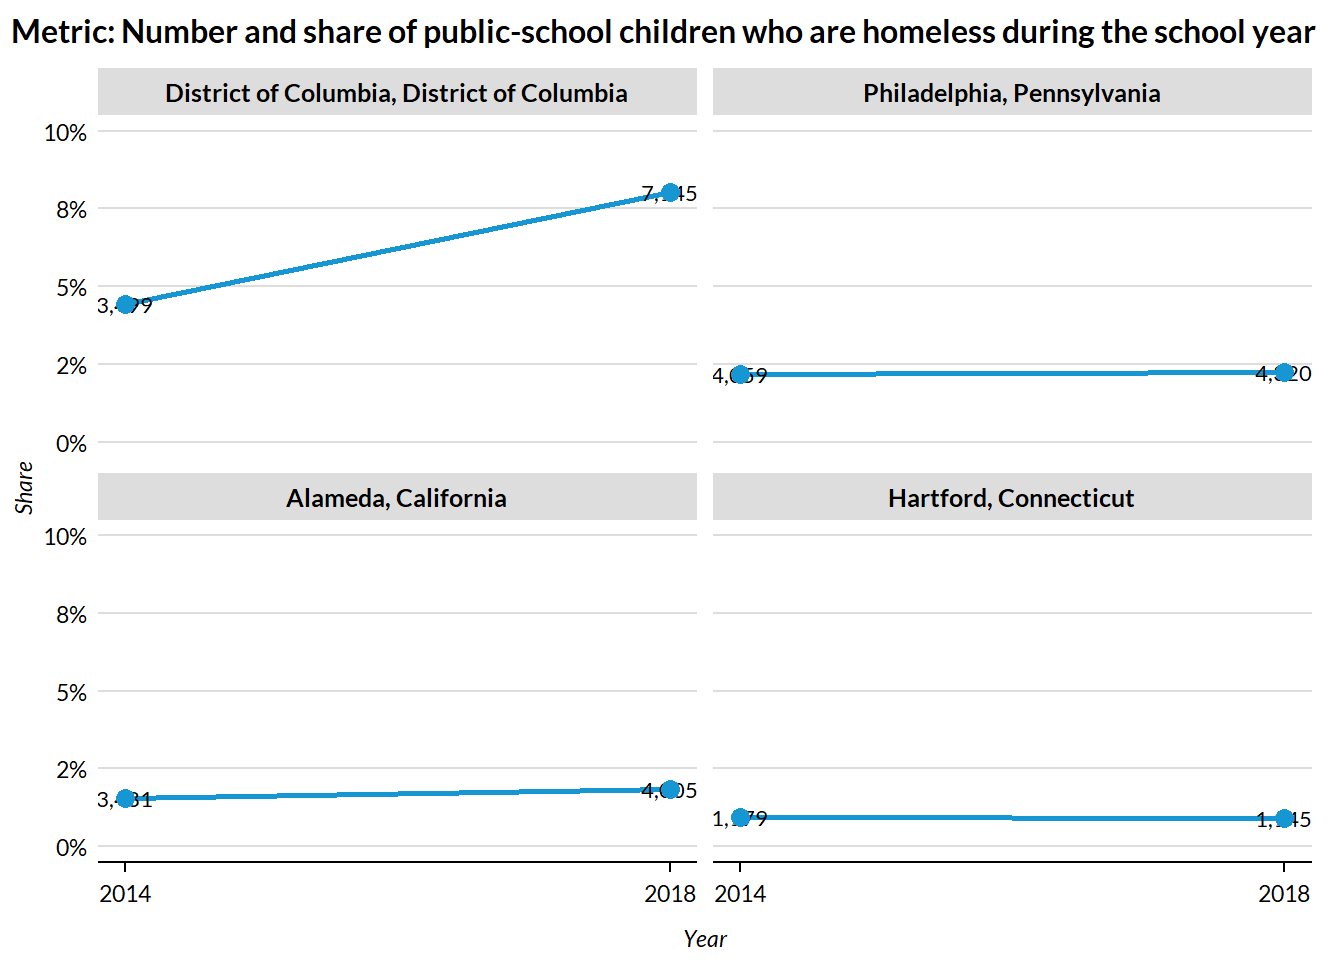 Metric: Number and share of public-school children who are homeless during the school year
District of Columbia, District of Columbia
Philadelphia, Pennsylvania
10%
8%
5%
2%
0%
Share
Alameda, California
Hartford, Connecticut
10%
8%
5%
2%
0%
2014
2018
2014
2018
Year